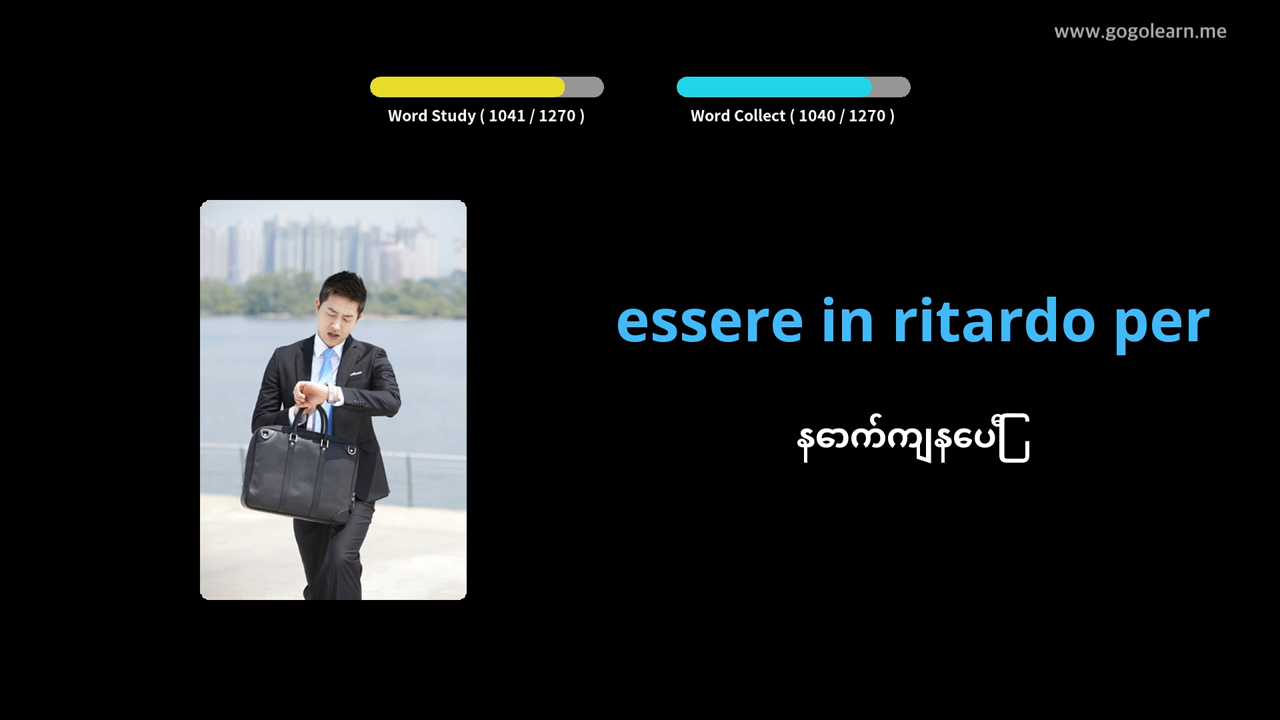 www.gogolearn.me
Word Study ( 1041 / 1270 )
Word Collect ( 1040 / 1270 )
essere in ritardo per
နောက်ကျနေပြီ